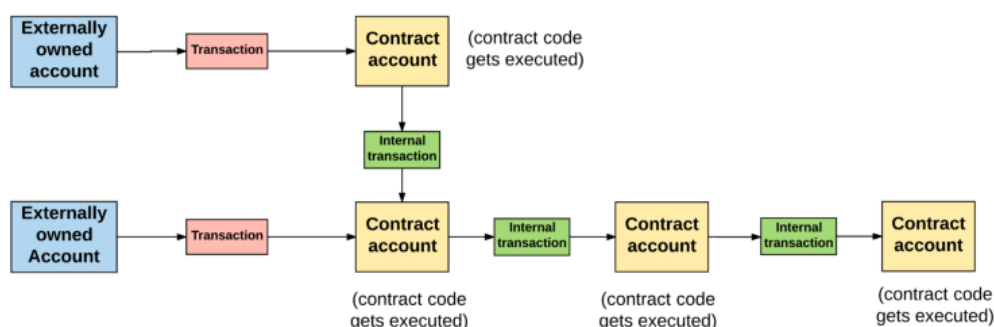 Externally
owned
account
Transaction
Contract
account
(contract code
gets executed)
Internal
transaction
Externally
owned
Account
Transaction
Contract
account
Internal
transaction
Contract
account
Internal
transaction
Contract
account
(contract code
gets executed)
(contract code
gets executed)
(contract code
gets executed)